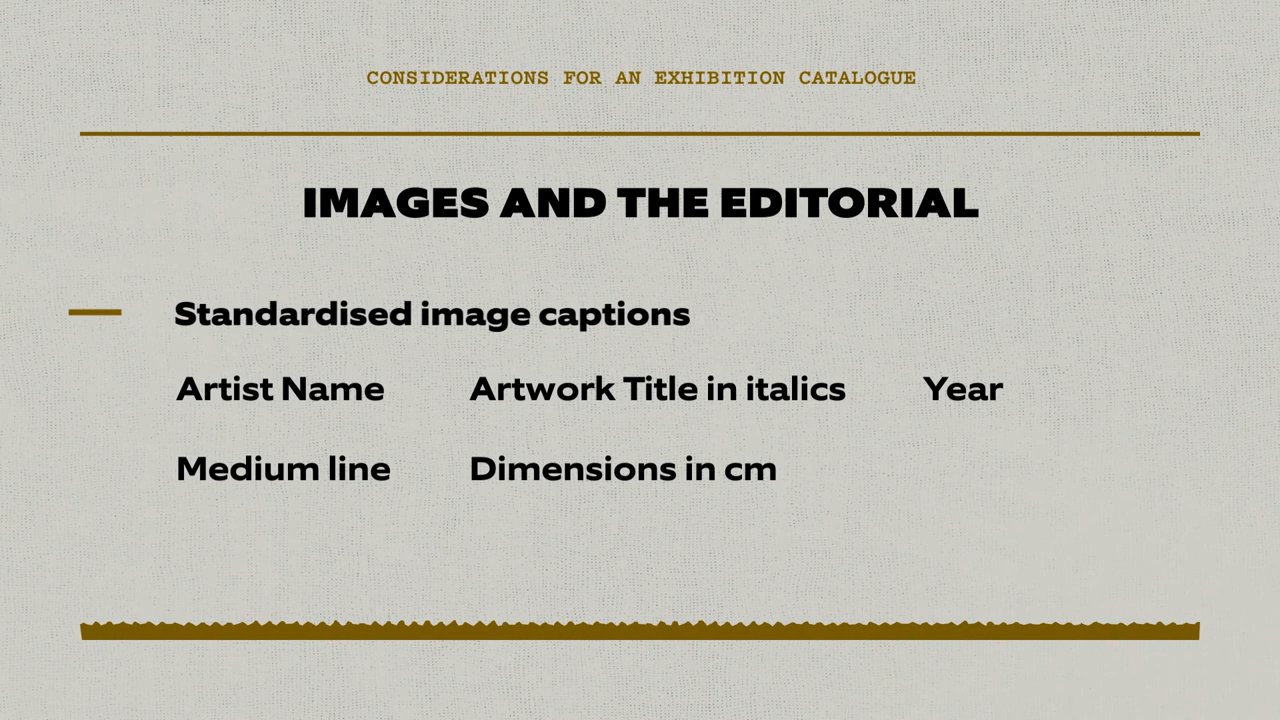 CONSIDERATIONS FOR AN EXHIBITION CATALOGUE
IMAGES AND THE EDITORIAL
Standardised image captions
Artist Name Artwork Title in italics Year
Medium line Dimensions in cm